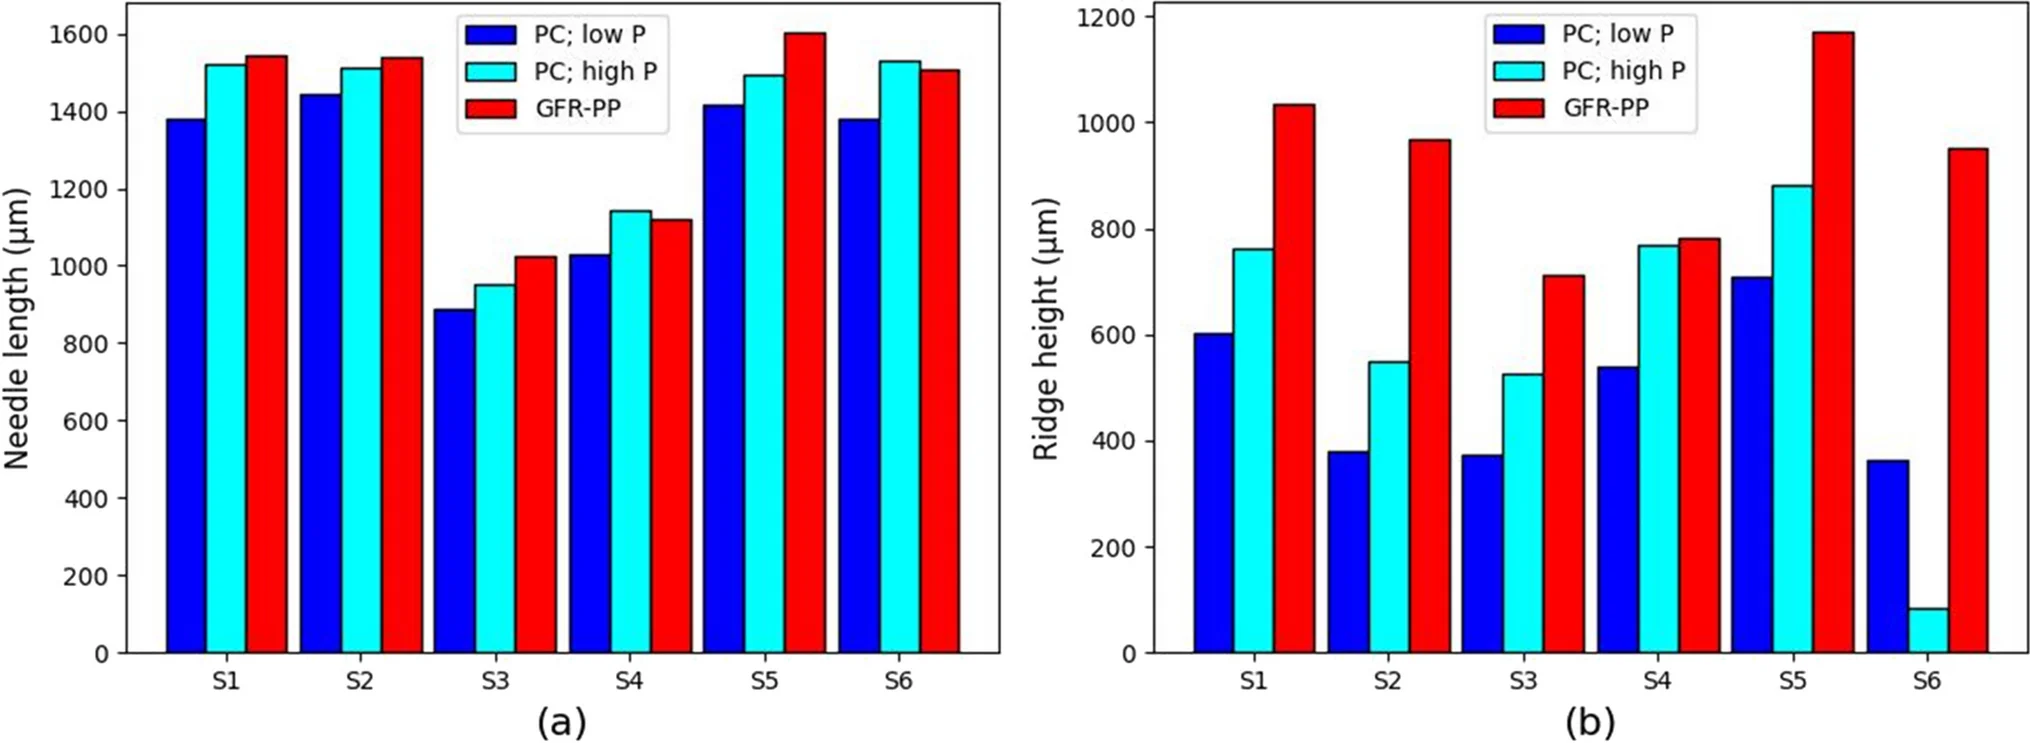 Needle length (μm)
1600
1400
1200
1000
800
600
400
200
0
PC; low P
PC; high P
GFR-PP
S1 S2 S3 S4 S5 S6
(a)
Ridge height (μm)
1200
1000
800
600
400
200
0
PC; low P
PC; high P
GFR-PP
S1 S2 S3 S4 S5 S6
(b)